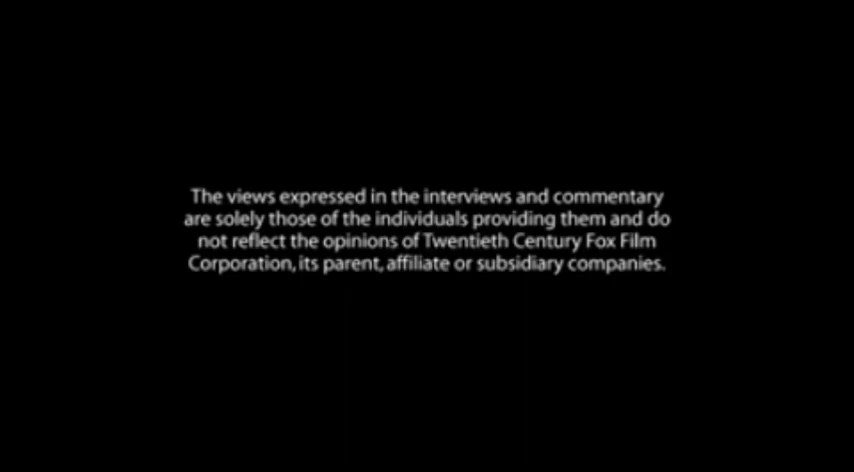 The views expressed in the interviews and commentary
are solely those of the individuals providing them and do
not reflect the opinions of Twentieth Century Fox Film
Corporation, its parent, affiliate or subsidiary companies.